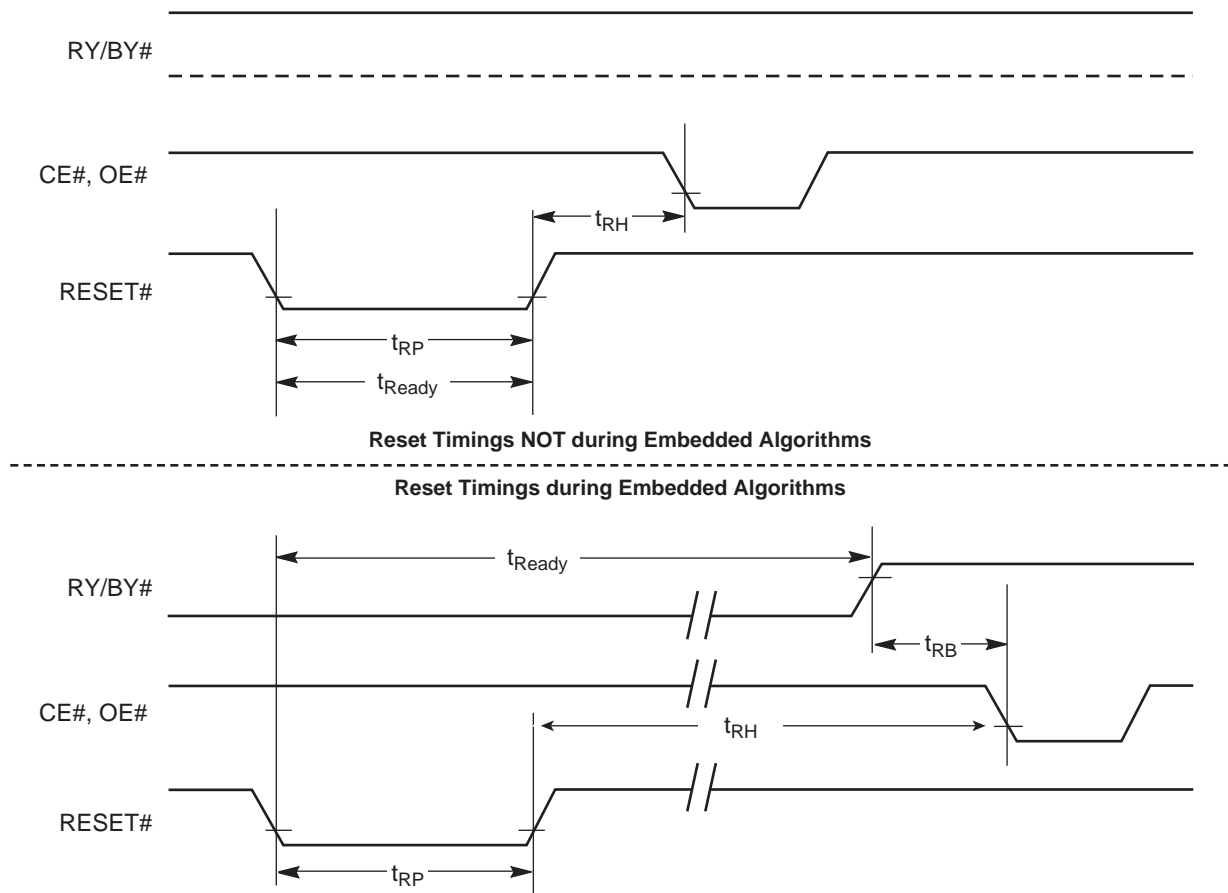 RY/BY#
CE#, OE#
tRH
RESET#
tRP
tReady
Reset Timings NOT during Embedded Algorithms
Reset Timings during Embedded Algorithms
tReady
RY/BY#
tRB
CE#, OE#
tRH
RESET#
tRP